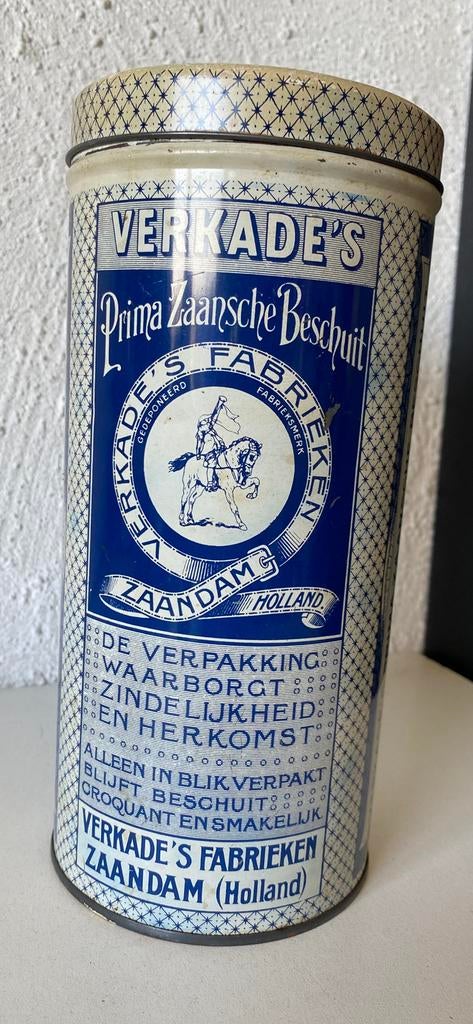 VERKADE'S
Prima Zaansche Beschuit
VERKADE'S FABRIEKEN
GEDEPONEERD FABRIEKSMERK
ZAANDAM HOLLAND.
DE VERPAKKING
WAARBORGT
ZINDELIJKHEID
EN HERKOMST
ALLEEN IN BLIK VERPAKT
BLIJFT BESCHUIT
CROQUANT EN SMAKELIJK
VERKADE'S FABRIEKEN
ZAANDAM (Holland)